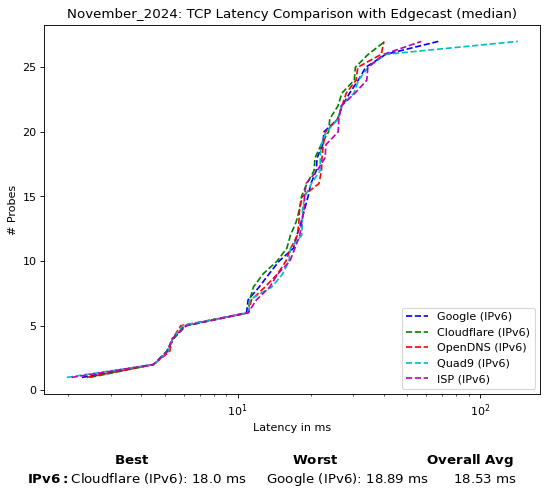 November_2024: TCP Latency Comparison with Edgecast (median)
# Probes
25
20
15
10
5
0
Google (IPv6)
Cloudflare (IPv6)
OpenDNS (IPv6)
Quad9 (IPv6)
ISP (IPv6)
10¹ 10²
Latency in ms
Best Worst Overall Avg
IPv6: Cloudflare (IPv6): 18.0 ms Google (IPv6): 18.89 ms 18.53 ms